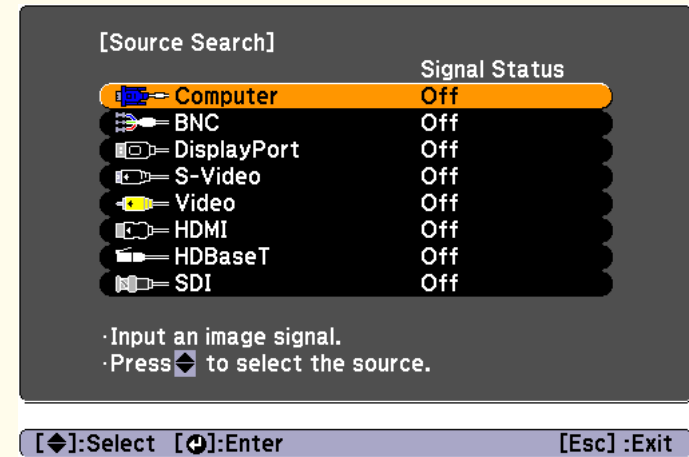 [Source Search]
Signal Status
Computer Off
BNC Off
DisplayPort Off
S-Video Off
Video Off
HDMI Off
HDBaseT Off
SDI Off
·Input an image signal.
·Press to select the source.
[◆]:Select [↵]:Enter [Esc] :Exit